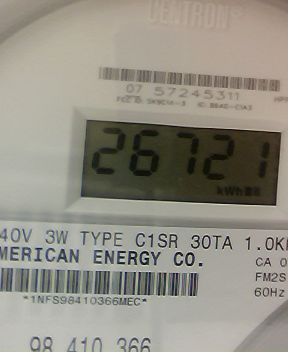 CENTRON®
07 57245311
26721
kWh
40V 3W TYPE C1SR 30TA 1.0K
MERICAN ENERGY CO.
CA 0
FM2S
60Hz
*1NFS98410366MEC*
98 410 366